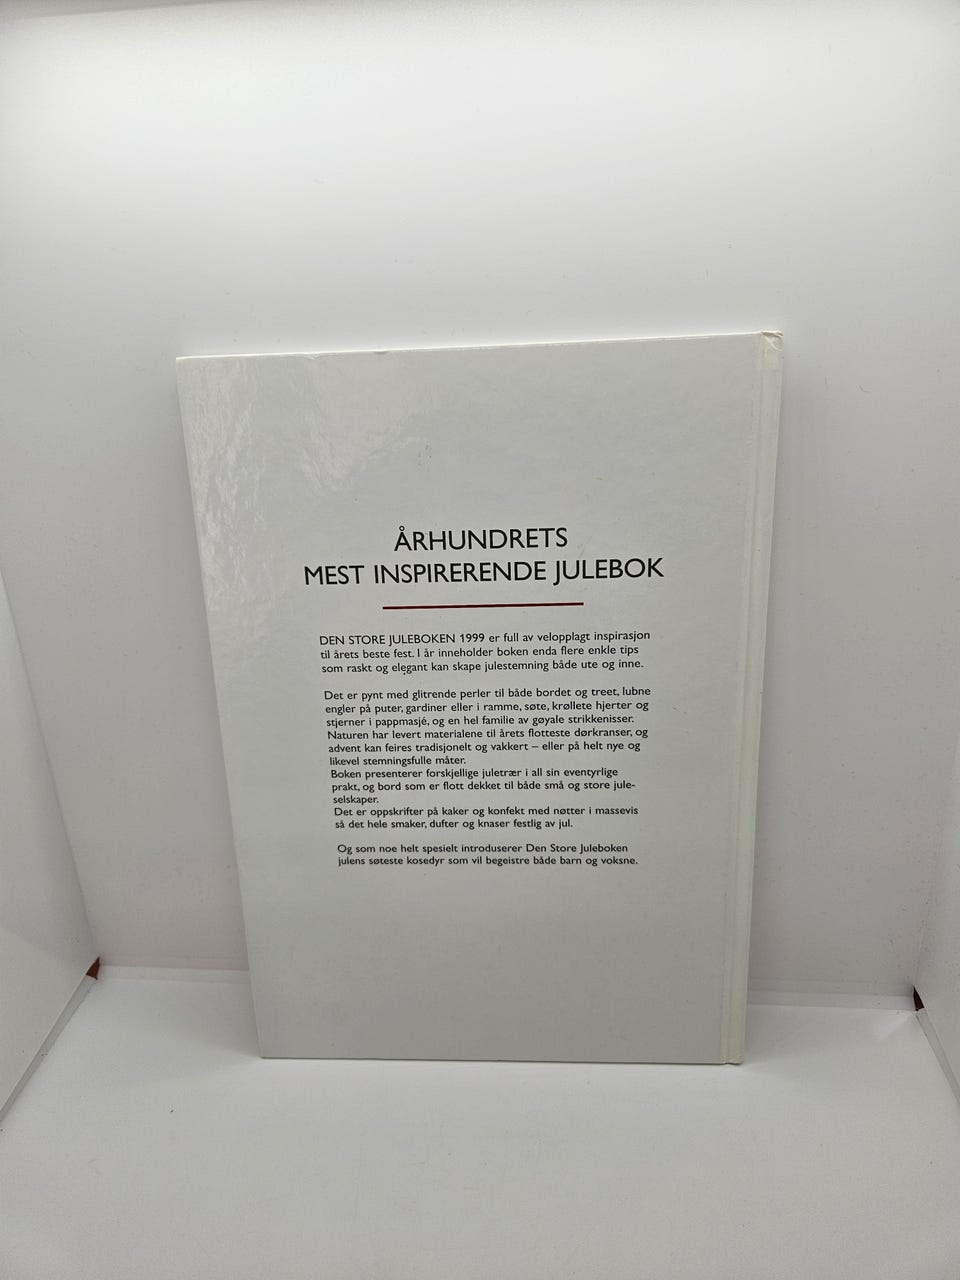 ÅRHUNDRETS
MEST INSPIRERENDE JULEBOK
DEN STORE JULEBOKEN 1999 er full av velopplagt inspirasjon
til årets beste fest. I år inneholder boken enda flere enkle tips
som raskt og elegant kan skape julestemning både ute og inne.
Det er pynt med glitrende perler til både bordet og treet, lubne
engler på puter, gardiner eller i ramme, søte, krøllete hjerter og
stjerner i pappmasjé, og en hel familie av gøyale strikkenisser.
Naturen har levert materialene til årets flotteste dørkranser, og
advent kan feires tradisjonelt og vakkert – eller på helt nye og
likevel stemningsfulle måter.
Boken presenterer forskjellige juletrær i all sin eventyrlige
prakt, og bord som er flott dekket til både små og store jule-
selskaper.
Det er oppskrifter på kaker og konfekt med nøtter i massevis
så det hele smaker, dufter og knaser festlig av jul.
Og som noe helt spesielt introduserer Den Store Juleboken
julens søteste kosedyr som vil begeistre både barn og voksne.